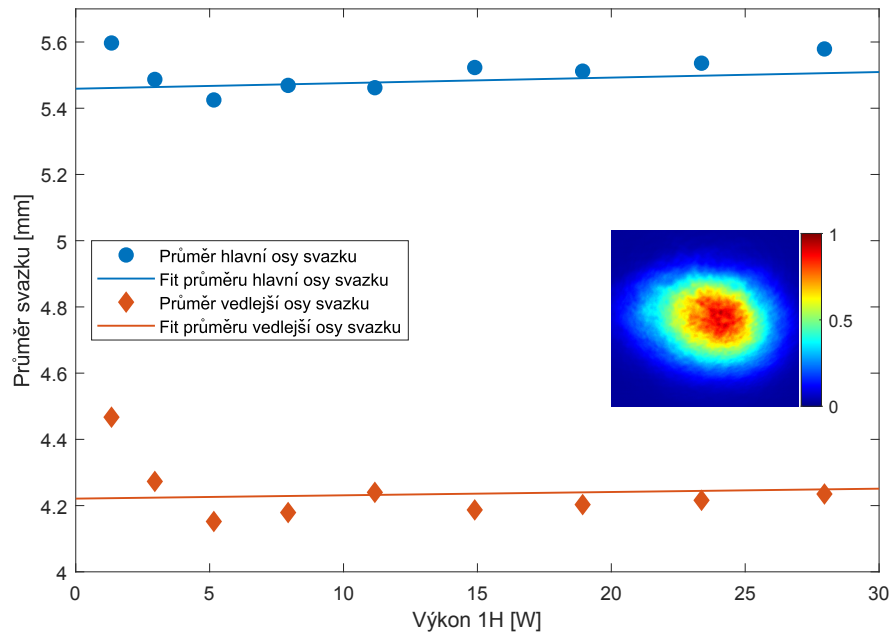 5.6
5.4
5.2
5
4.8
4.6
4.4
4.2
4
Průměr svazku [mm]
Průměr hlavní osy svazku
Fit průměru hlavní osy svazku
Průměr vedlejší osy svazku
Fit průměru vedlejší osy svazku
1
0.5
0
0 5 10 15 20 25 30
Výkon 1H [W]